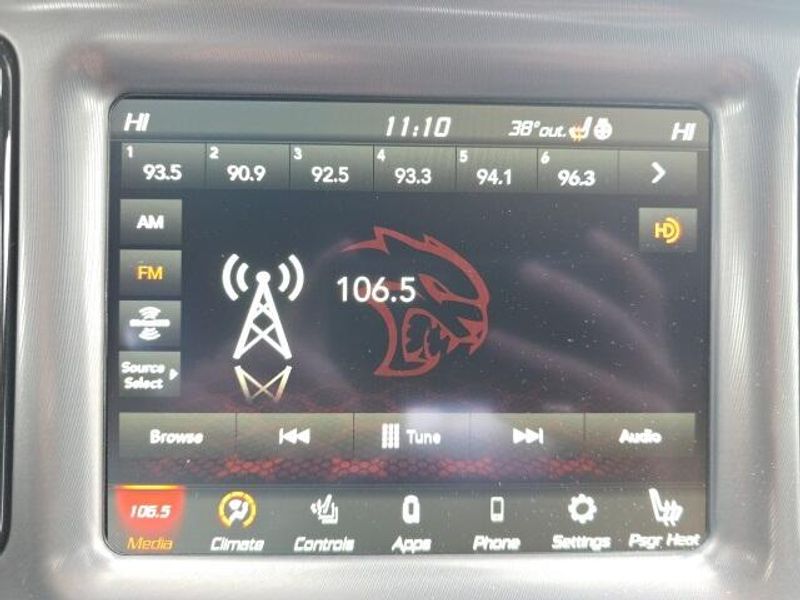 HI 11:10 38° out. HI
1 93.5 2 90.9 3 92.5 4 93.3 5 94.1 6 96.3
AM
HD
FM
106.5
Source
Select
Browse Tune Audio
106.5
Media Climate Controls Apps Phone Settings Psgr Heat